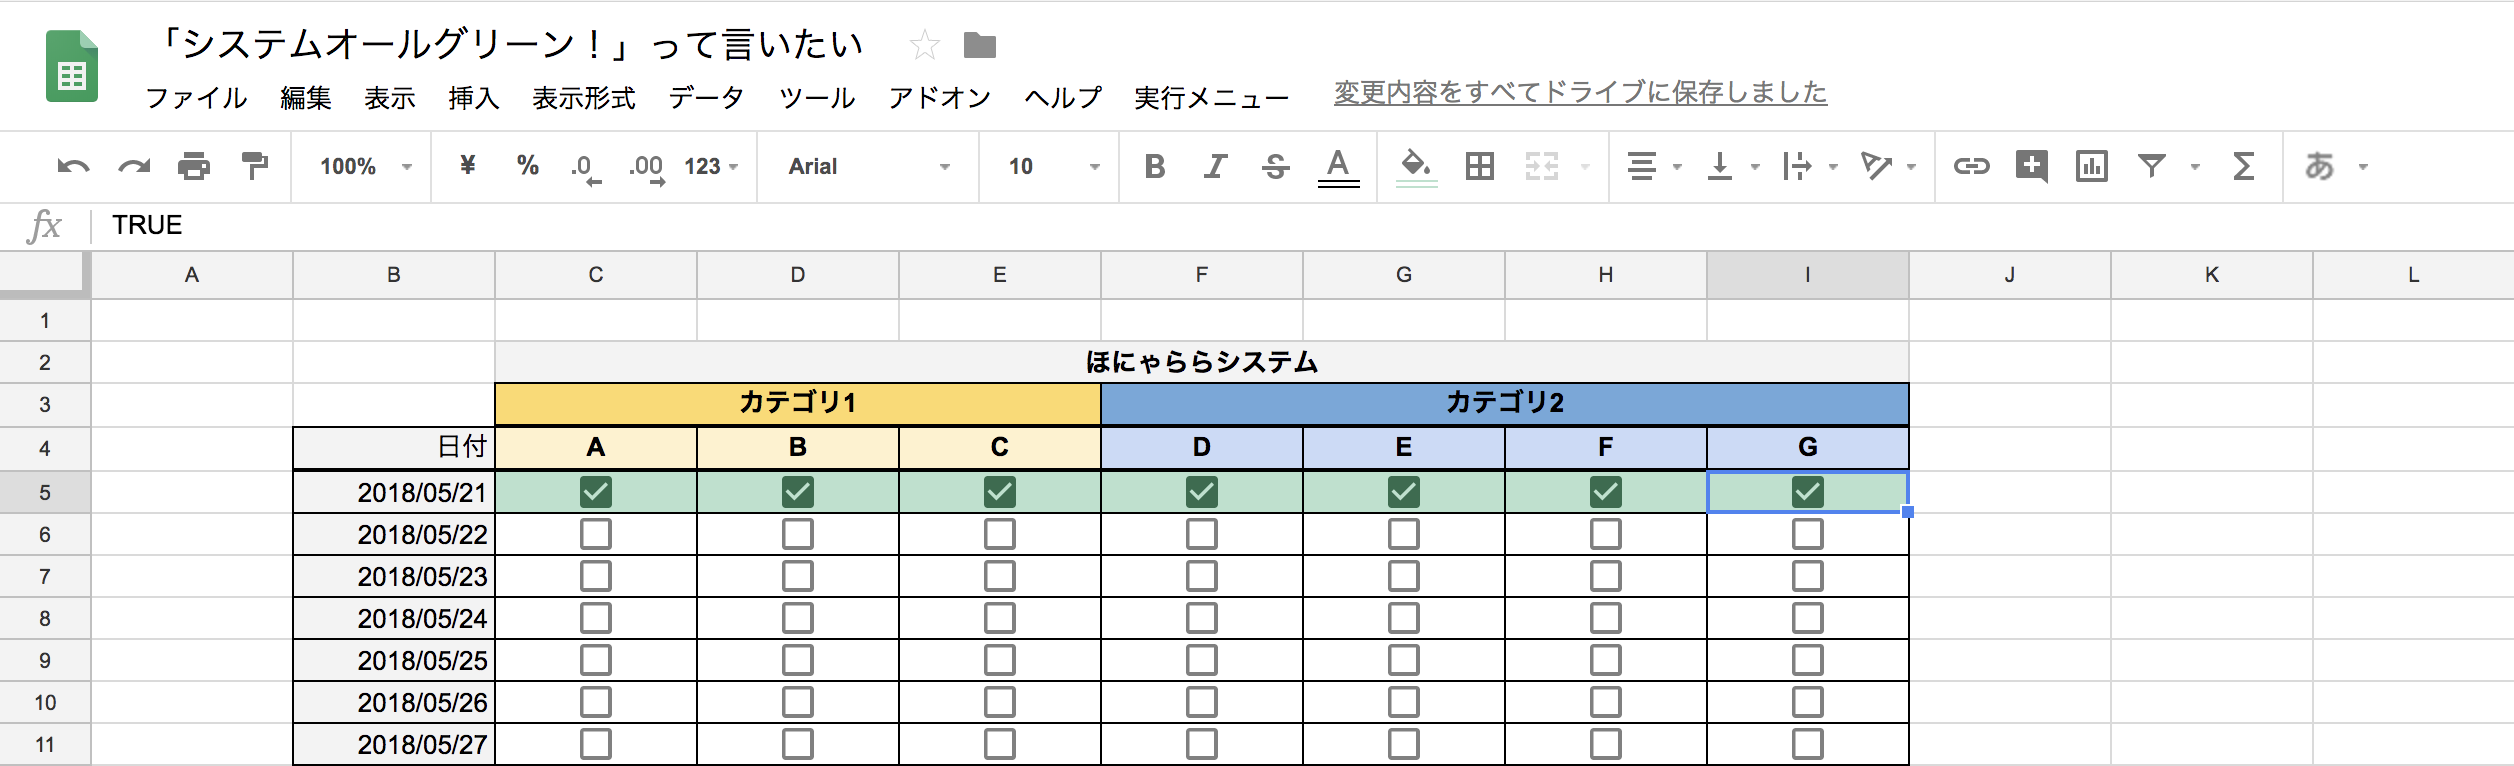 「システムオールグリーン！」って言いたい
ファイル 編集 表示 挿入 表示形式 データ ツール アドオン ヘルプ 実行メニュー 変更内容をすべてドライブに保存しました
100% ¥ % .0 .00 123 Arial 10 B I S A あ
fx TRUE
A B C D E F G H I J K L
1
2 ほにゃららシステム
3 カテゴリ1 カテゴリ2
4 日付 A B C D E F G
5 2018/05/21
6 2018/05/22
7 2018/05/23
8 2018/05/24
9 2018/05/25
10 2018/05/26
11 2018/05/27